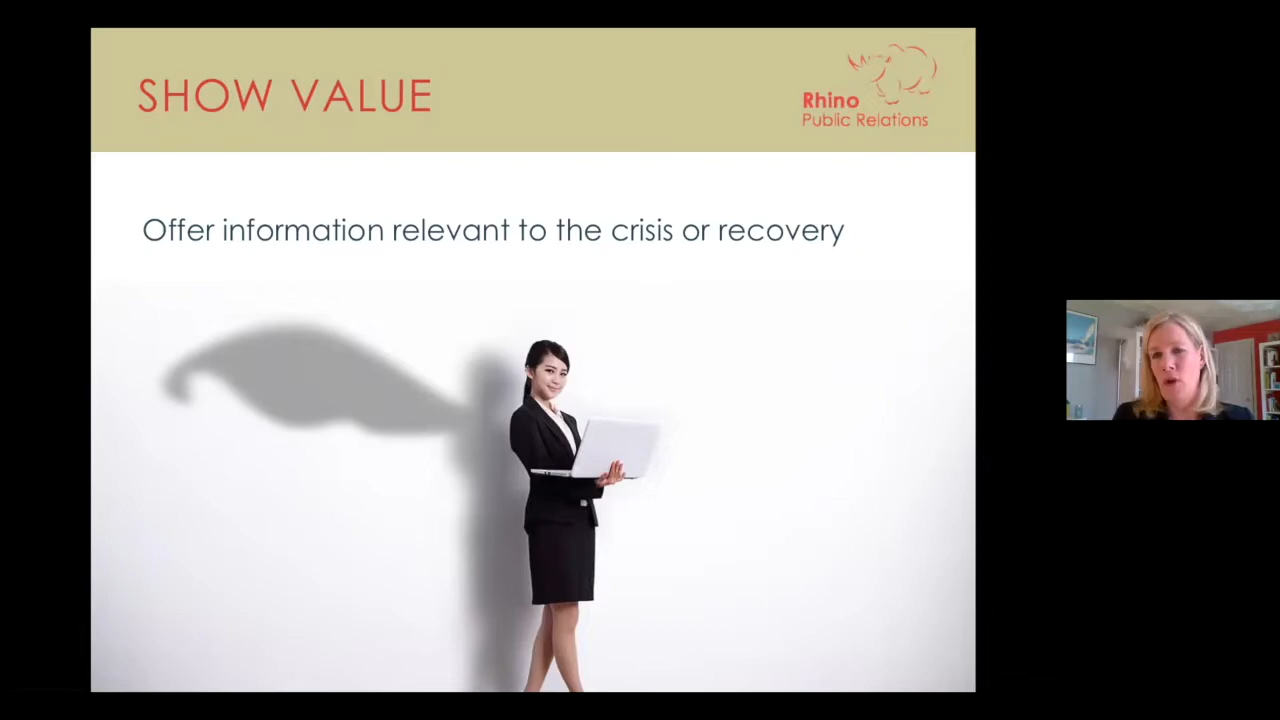 SHOW VALUE
Rhino
Public Relations
Offer information relevant to the crisis or recovery